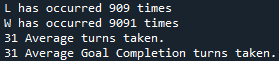 L has occurred 909 times
W has occurred 9091 times
31 Average turns taken.
31 Average Goal Completion turns taken.